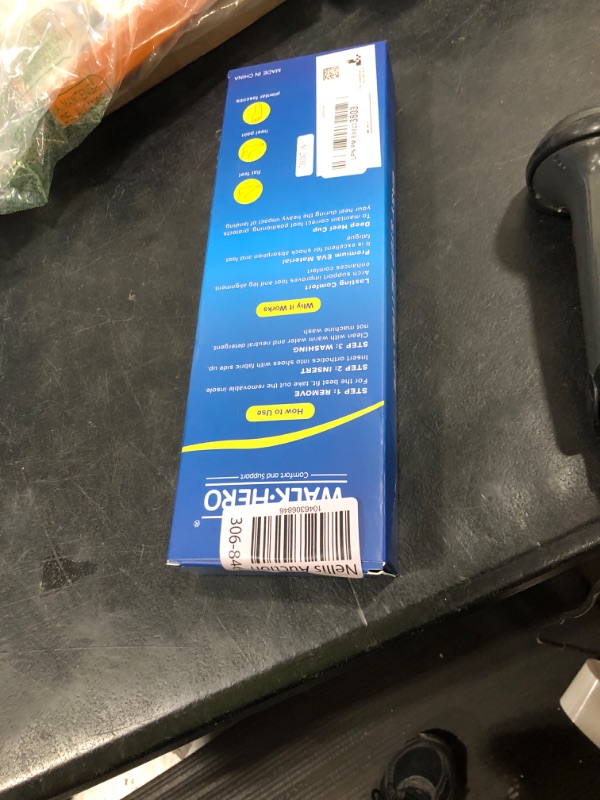 Nellis Auction
1046306846
WALK·HERO®
Comfort and Support
How to Use
STEP 1: REMOVE
For the best fit, take out the removable insole.
STEP 2: INSERT
Insert orthotics into shoes with fabric side up.
STEP 3: WASHING
Clean with warm water and neutral detergent,
not machine wash
Why It Works
Lasting Comfort
Arch support improves foot and leg alignment
enhances comfort
Premium EVA Material
It is excellent for shock absorption and foot
fatigue
Deep Heel Cup
To maintain correct foot positioning protects
your heel during the heavy impact of landing
flat feet
heel pain
plantar fasciitis
MADE IN CHINA